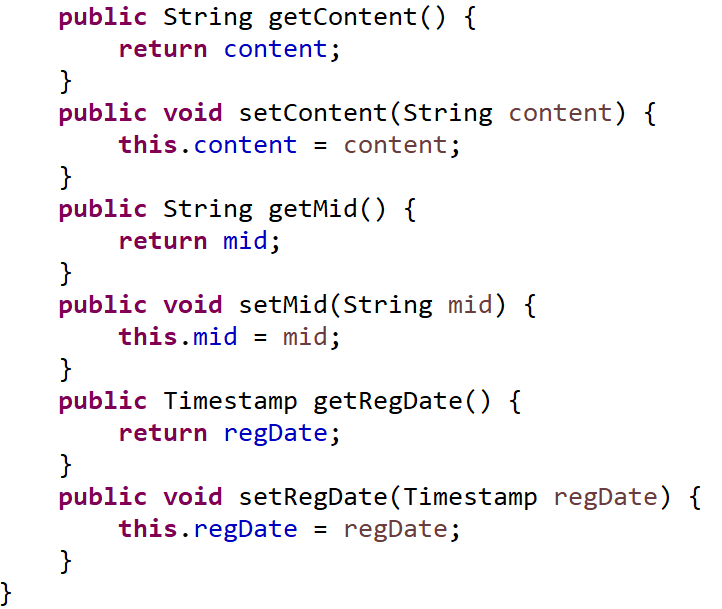 public String getContent() {
        return content;
    }
    public void setContent(String content) {
        this.content = content;
    }
    public String getMid() {
        return mid;
    }
    public void setMid(String mid) {
        this.mid = mid;
    }
    public Timestamp getRegDate() {
        return regDate;
    }
    public void setRegDate(Timestamp regDate) {
        this.regDate = regDate;
    }
}